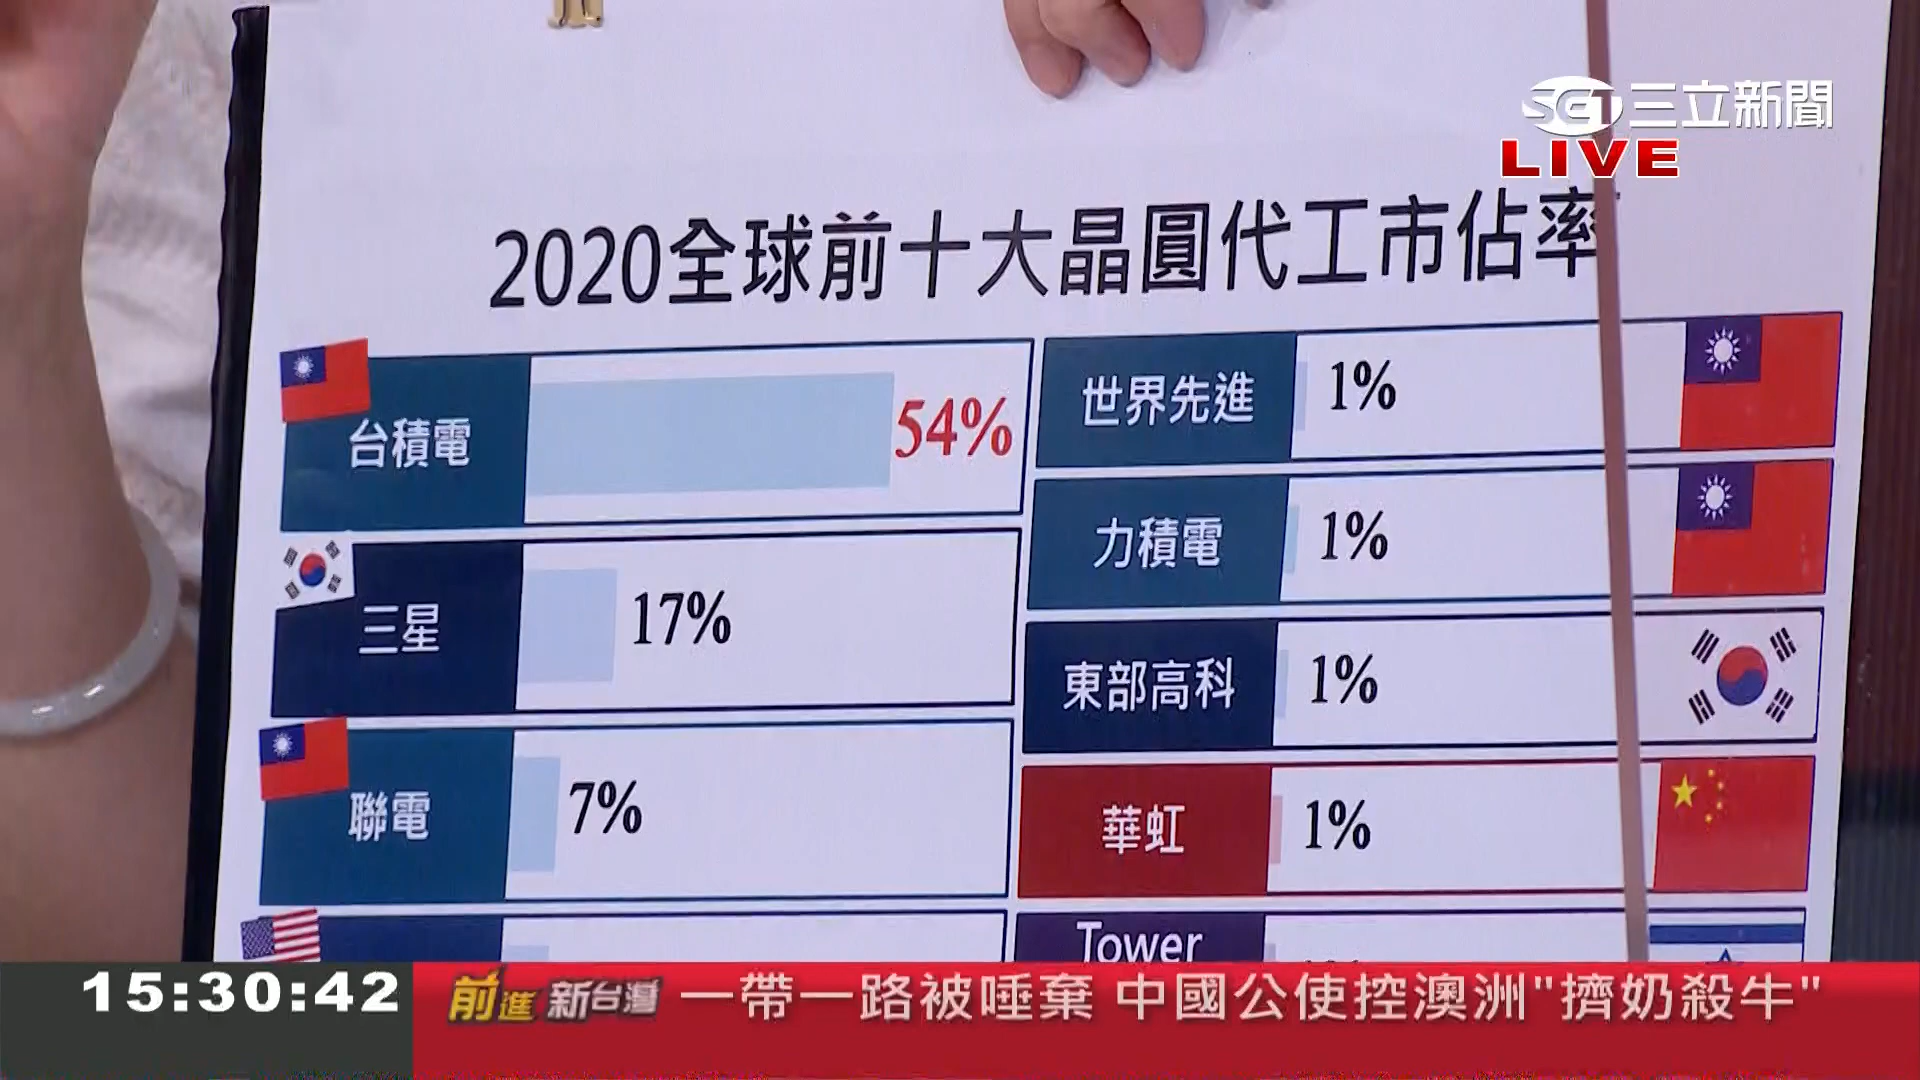 SET三立新聞
LIVE
2020全球前十大晶圓代工市佔率
台積電 54%
三星 17%
聯電 7%
世界先進 1%
力積電 1%
東部高科 1%
華虹 1%
Tower
15:30:42
前進新台灣 一帶一路被唾棄 中國公使控澳洲"擠奶殺牛"